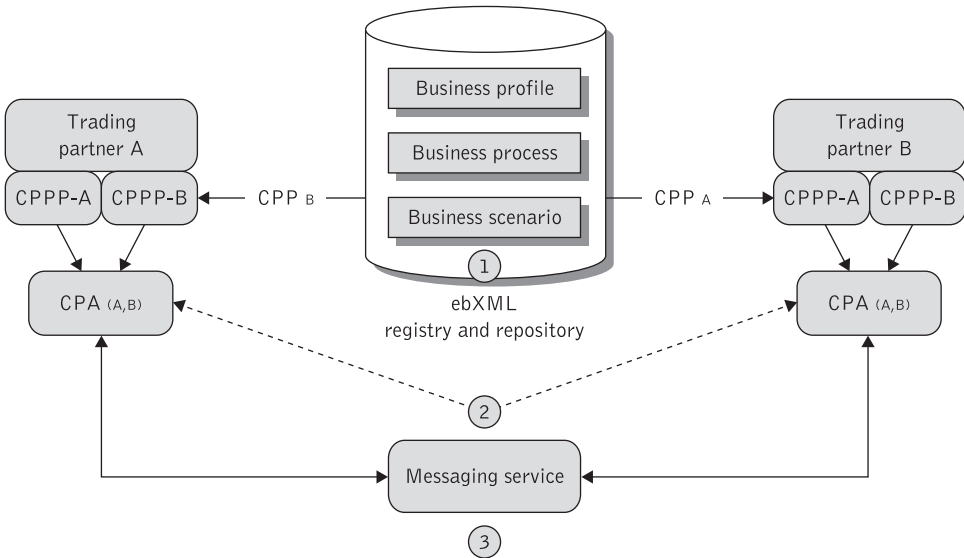 Business profile
Business process
Business scenario
1
ebXML
registry and repository
Trading
partner A
CPPP-A
CPPP-B
CPP B
CPA (A,B)
CPP A
Trading
partner B
CPPP-A
CPPP-B
CPA (A,B)
2
Messaging service
3